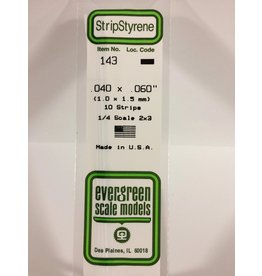 StripStyrene
Item No. Loc. Code
143
.040 x .060"
(1.0 x 1.5 mm)
10 Strips
1/4 Scale 2x3
Made in U.S.A.
evergreen
scale models
Des Plaines, IL 60018